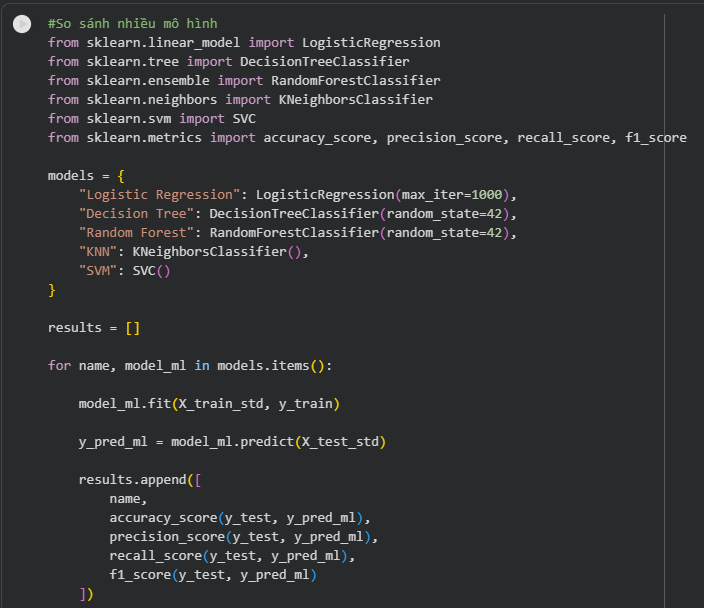 #So sánh nhiều mô hình
from sklearn.linear_model import LogisticRegression
from sklearn.tree import DecisionTreeClassifier
from sklearn.ensemble import RandomForestClassifier
from sklearn.neighbors import KNeighborsClassifier
from sklearn.svm import SVC
from sklearn.metrics import accuracy_score, precision_score, recall_score, f1_score
models = {
    "Logistic Regression": LogisticRegression(max_iter=1000),
    "Decision Tree": DecisionTreeClassifier(random_state=42),
    "Random Forest": RandomForestClassifier(random_state=42),
    "KNN": KNeighborsClassifier(),
    "SVM": SVC()
}
results = []
for name, model_ml in models.items():
    model_ml.fit(X_train_std, y_train)
    y_pred_ml = model_ml.predict(X_test_std)
    results.append([
        name,
        accuracy_score(y_test, y_pred_ml),
        precision_score(y_test, y_pred_ml),
        recall_score(y_test, y_pred_ml),
        f1_score(y_test, y_pred_ml)
    ])